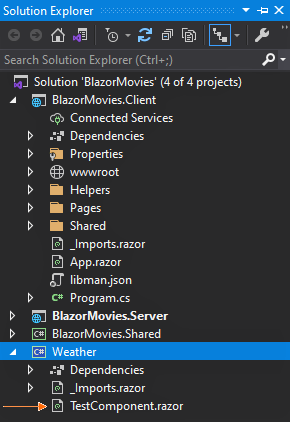 Solution Explorer
Search Solution Explorer (Ctrl+;)
Solution 'BlazorMovies' (4 of 4 projects)
BlazorMovies.Client
Connected Services
Dependencies
Properties
wwwroot
Helpers
Pages
Shared
_Imports.razor
App.razor
libman.json
C# Program.cs
BlazorMovies.Server
C# BlazorMovies.Shared
C# Weather
Dependencies
_Imports.razor
TestComponent.razor